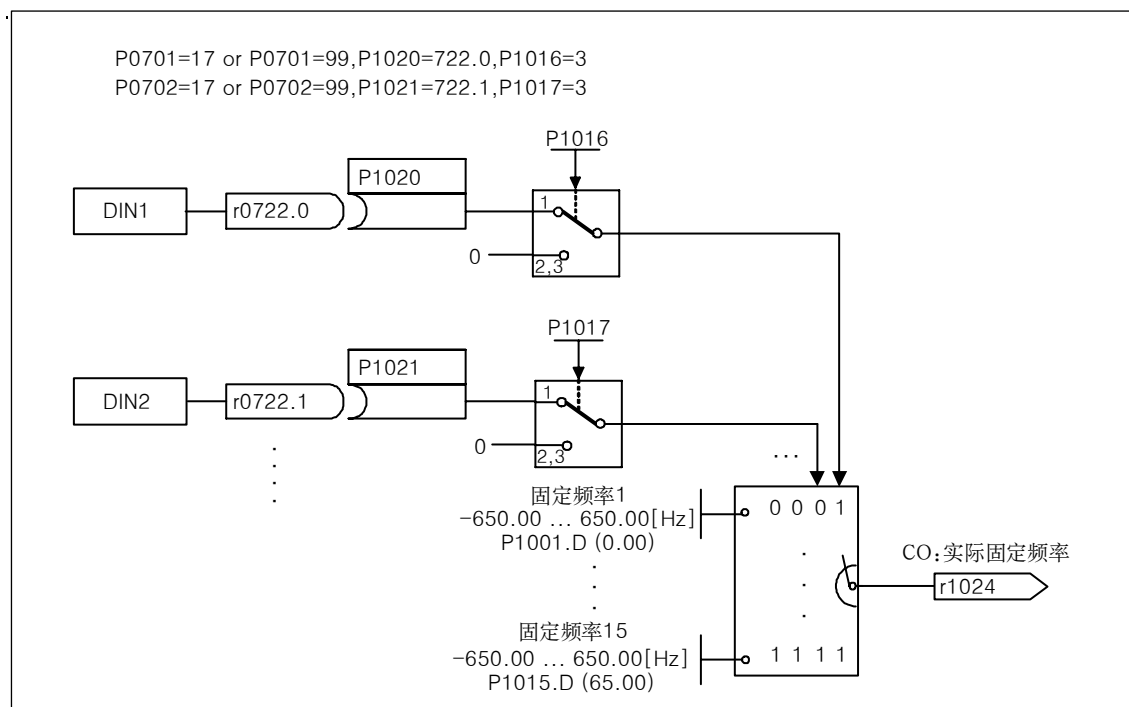 P0701=17 or P0701=99,P1020=722.0,P1016=3
P0702=17 or P0702=99,P1021=722.1,P1017=3
P1016
P1020
DIN1
r0722.0
1
0
2,3
P1017
P1021
DIN2
r0722.1
1
0
2,3
...
固定频率1
-650.00 ... 650.00[Hz]
P1001.D (0.00)
0 0 0 1
CO:实际固定频率
r1024
固定频率15
-650.00 ... 650.00[Hz]
P1015.D (65.00)
1 1 1 1